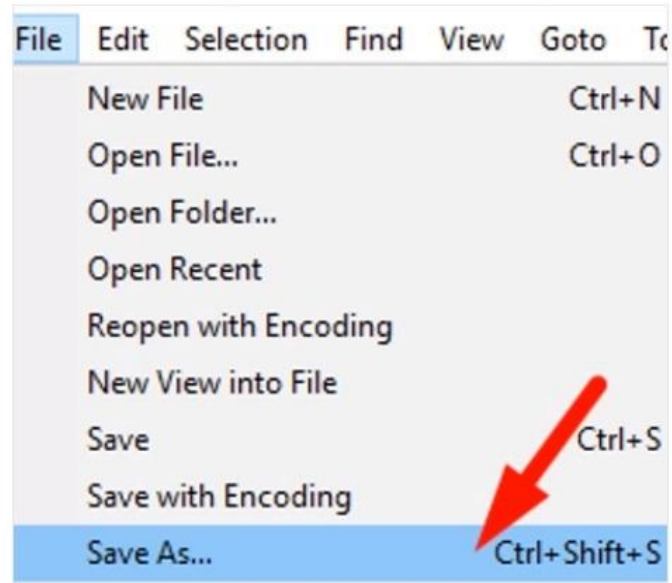 File Edit Selection Find View Goto
New File Ctrl+N
Open File... Ctrl+O
Open Folder...
Open Recent
Reopen with Encoding
New View into File
Save Ctrl+S
Save with Encoding
Save As... Ctrl+Shift+S